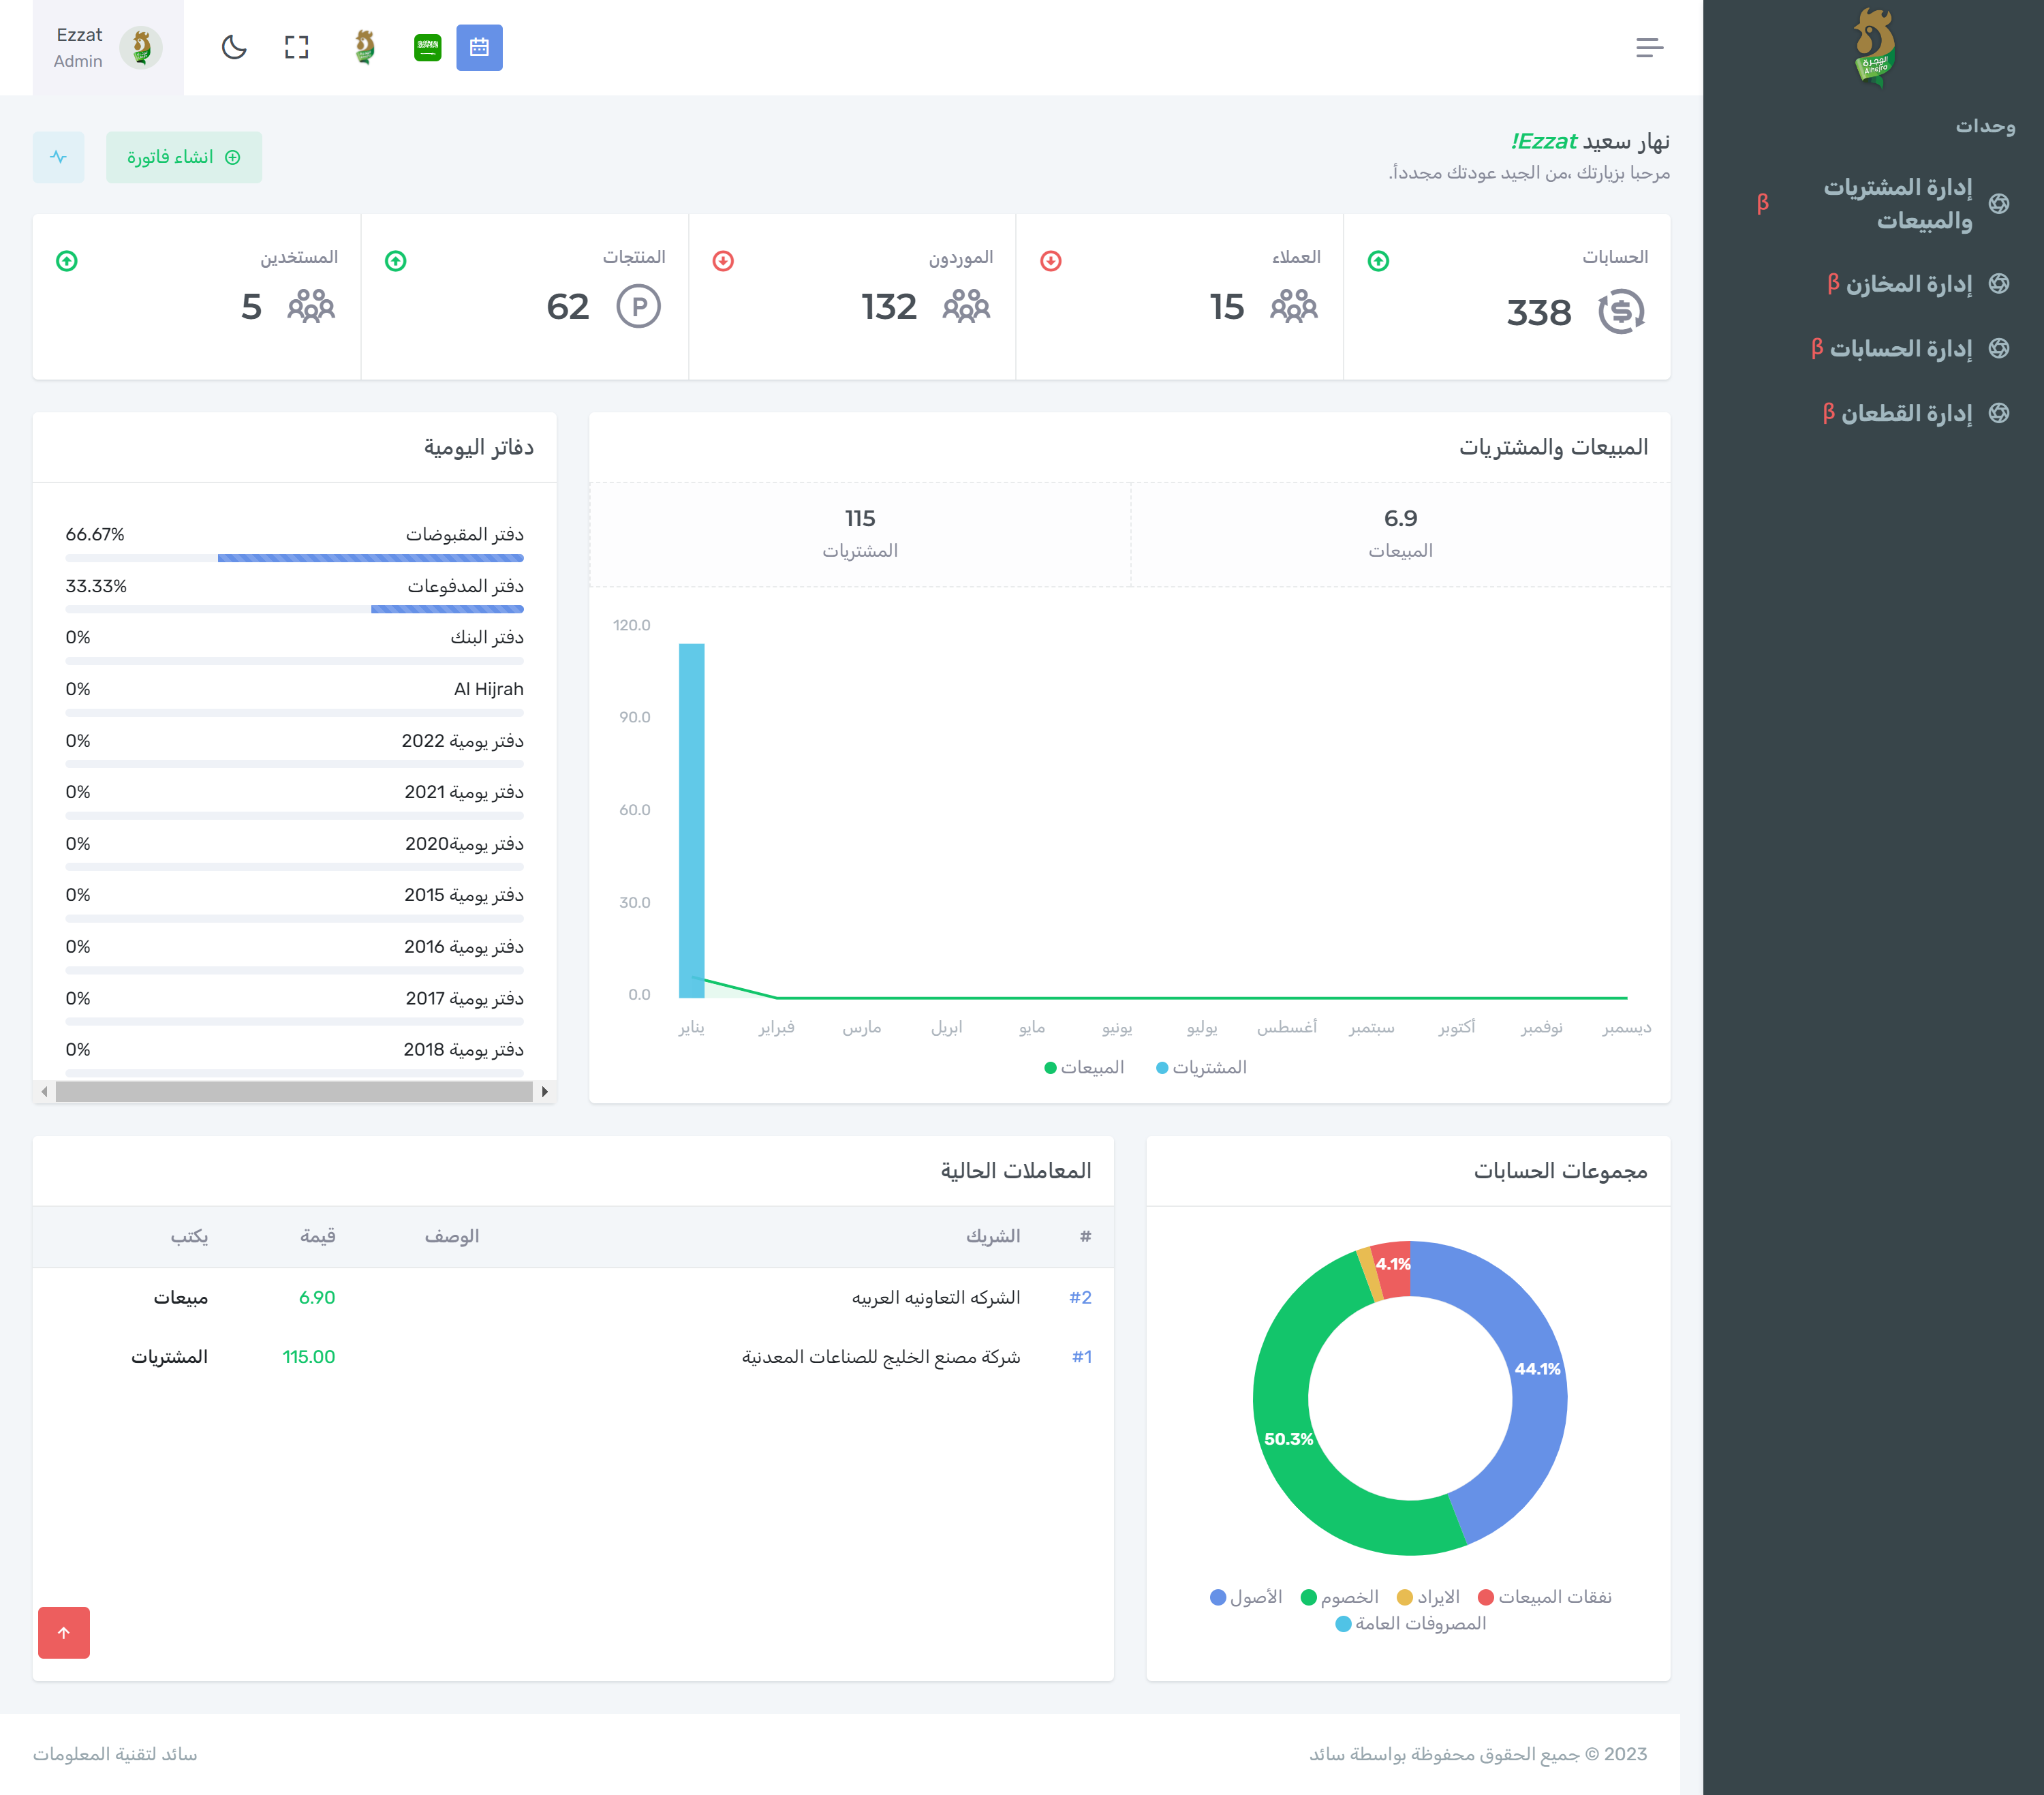 الهجرة
Alhejra
وحدات
إدارة المشتريات
والمبيعات
β
إدارة المخازن β
إدارة الحسابات β
إدارة القطعان β
Ezzat
Admin
نهار سعيد Ezzat!
مرحبا بزيارتك ،من الجيد عودتك مجدداً.
انشاء فاتورة
الحسابات
338
العملاء
15
الموردون
132
المنتجات
P
62
المستخدين
5
المبيعات والمشتريات
6.9
المبيعات
115
المشتريات
120.0
90.0
60.0
30.0
0.0
يناير
فبراير
مارس
ابريل
مايو
يونيو
يوليو
أغسطس
سبتمبر
أكتوبر
نوفمبر
ديسمبر
المشتريات
المبيعات
دفاتر اليومية
دفتر المقبوضات 66.67%
دفتر المدفوعات 33.33%
دفتر البنك 0%
Al Hijrah 0%
دفتر يومية 2022 0%
دفتر يومية 2021 0%
دفتر يومية2020 0%
دفتر يومية 2015 0%
دفتر يومية 2016 0%
دفتر يومية 2017 0%
دفتر يومية 2018 0%
مجموعات الحسابات
4.1%
44.1%
50.3%
نفقات المبيعات الايراد الخصوم الأصول
المصروفات العامة
المعاملات الحالية
# الشريك الوصف قيمة يكتب
#2 الشركه التعاونيه العربيه 6.90 مبيعات
#1 شركة مصنع الخليج للصناعات المعدنية 115.00 المشتريات
2023 © جميع الحقوق محفوظة بواسطة سائد
سائد لتقنية المعلومات